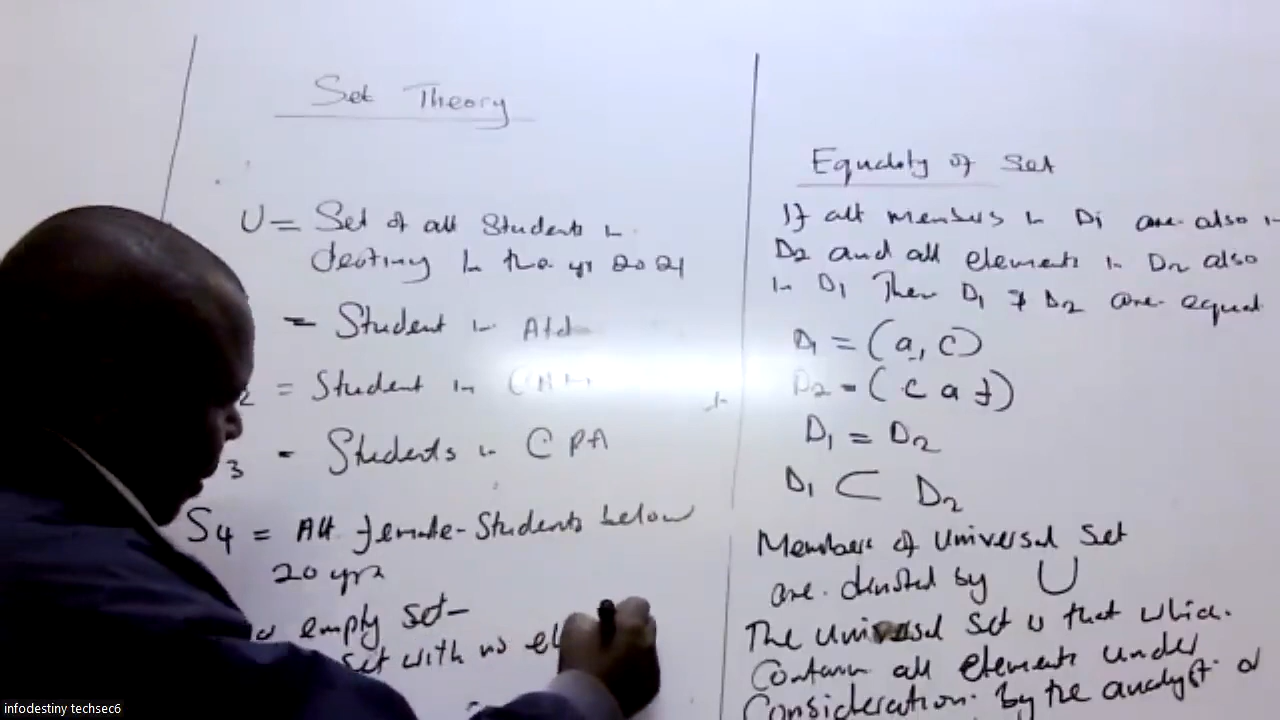 Set Theory
U = Set of all Students in
destiny In the yr 2021
= Student in Atd
2 = Student in
3 = Students in CPA
S4 = All female-Students below
20 yrs
empty set-
set with no el
Equality of Set
If all members in D1 are also in
D2 and all elements in D2 also
in D1 Then D1 & D2 are equal
D1 = (a, c)
D2 = ( c a f )
D1 = D2
D1 ⊂ D2
Members of Universal Set
are denoted by U
The Universal Set is that which
Contain all elements under
Consideration by the analyst or
infodestiny techsec6